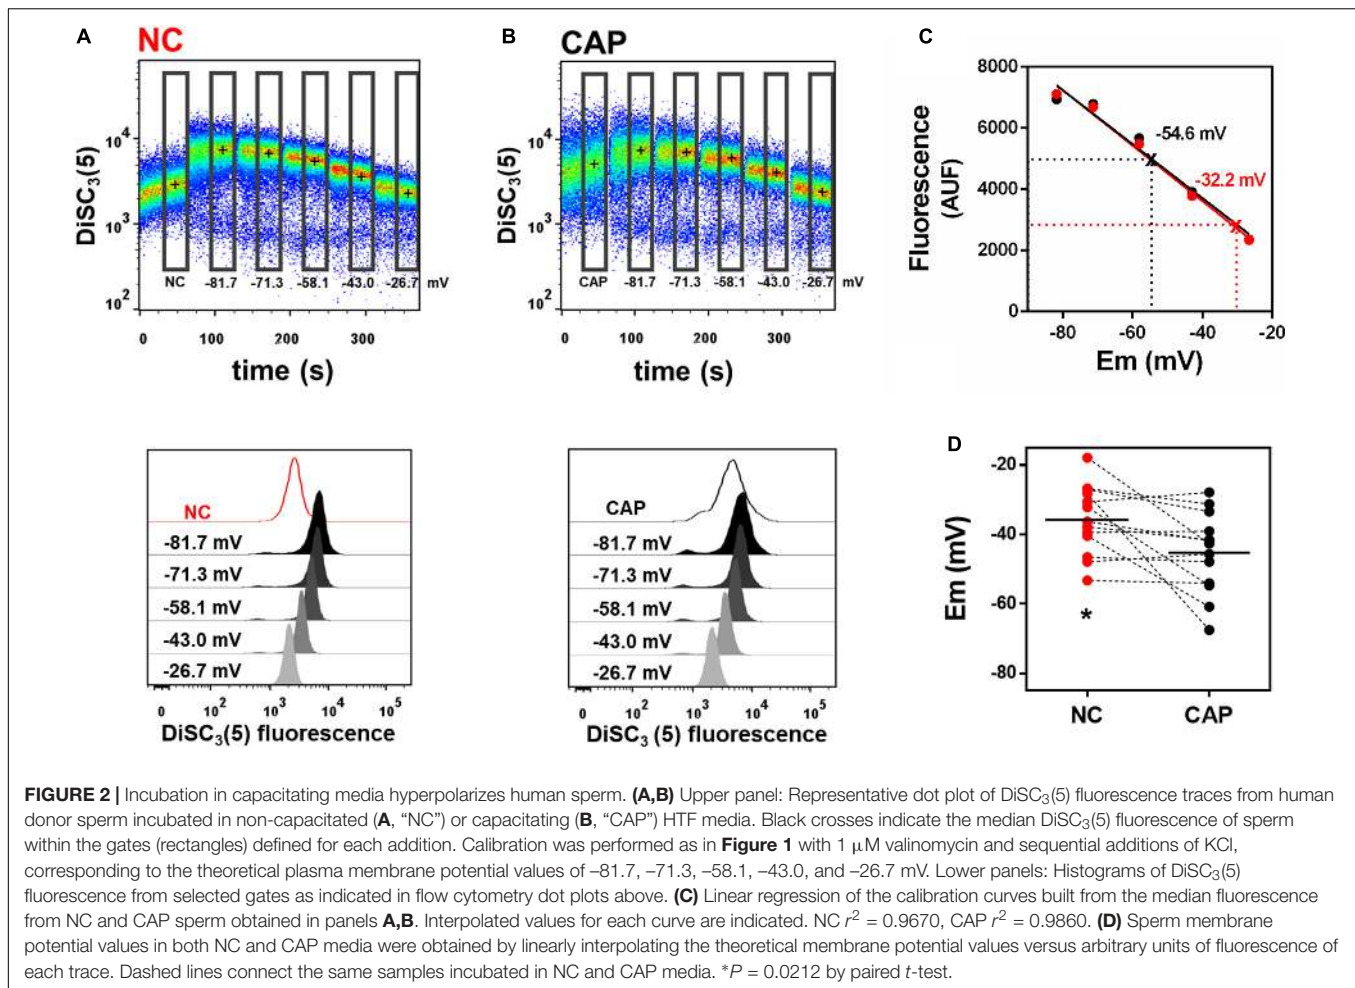 A
NC
DiSC3(5)
10^4
10^3
10^2
NC
-81.7
-71.3
-58.1
-43.0
-26.7
mV
0
100
200
300
time (s)
B
CAP
DiSC3(5)
10^4
10^3
10^2
CAP
-81.7
-71.3
-58.1
-43.0
-26.7
mV
0
100
200
300
time (s)
C
Fluorescence
(AUF)
8000
6000
4000
2000
0
-54.6 mV
-32.2 mV
-80
-60
-40
-20
Em (mV)
NC
-81.7 mV
-71.3 mV
-58.1 mV
-43.0 mV
-26.7 mV
0
10^2
10^3
10^4
10^5
DiSC3(5) fluorescence
CAP
-81.7 mV
-71.3 mV
-58.1 mV
-43.0 mV
-26.7 mV
0
10^2
10^3
10^4
10^5
DiSC3 (5) fluorescence
D
Em (mV)
-20
-40
-60
-80
*
NC
CAP
FIGURE 2 | Incubation in capacitating media hyperpolarizes human sperm. (A,B) Upper panel: Representative dot plot of DiSC3(5) fluorescence traces from human
donor sperm incubated in non-capacitated (A, “NC”) or capacitating (B, “CAP”) HTF media. Black crosses indicate the median DiSC3(5) fluorescence of sperm
within the gates (rectangles) defined for each addition. Calibration was performed as in Figure 1 with 1 μM valinomycin and sequential additions of KCl,
corresponding to the theoretical plasma membrane potential values of –81.7, –71.3, –58.1, –43.0, and –26.7 mV. Lower panels: Histograms of DiSC3(5)
fluorescence from selected gates as indicated in flow cytometry dot plots above. (C) Linear regression of the calibration curves built from the median fluorescence
from NC and CAP sperm obtained in panels A,B. Interpolated values for each curve are indicated. NC r² = 0.9670, CAP r² = 0.9860. (D) Sperm membrane
potential values in both NC and CAP media were obtained by linearly interpolating the theoretical membrane potential values versus arbitrary units of fluorescence of
each trace. Dashed lines connect the same samples incubated in NC and CAP media. *P = 0.0212 by paired t-test.